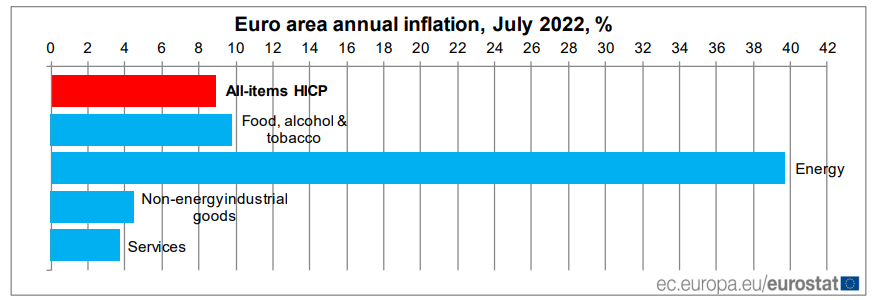 Euro area annual inflation, July 2022, %
0 2 4 6 8 10 12 14 16 18 20 22 24 26 28 30 32 34 36 38 40 42
All-items HICP
Food, alcohol &
tobacco
Energy
Non-energy industrial
goods
Services
ec.europa.eu/eurostat